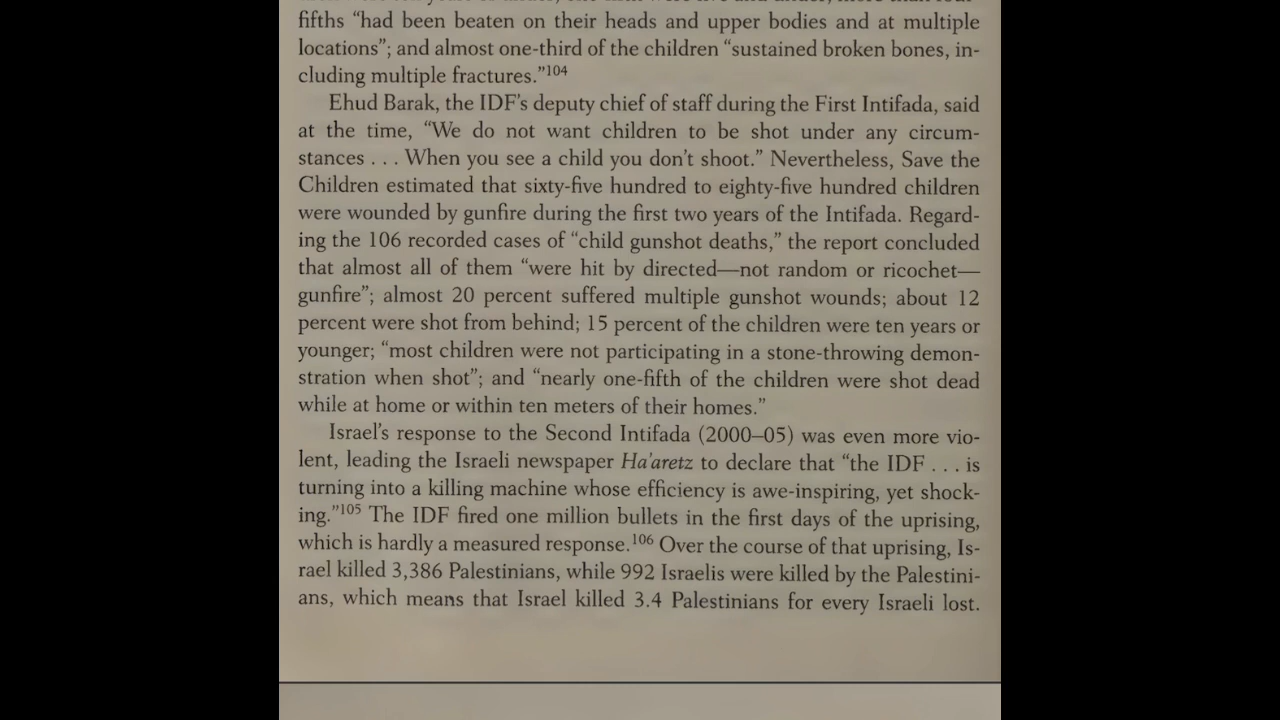 fifths “had been beaten on their heads and upper bodies and at multiple
locations”; and almost one-third of the children “sustained broken bones, in-
cluding multiple fractures.”104
Ehud Barak, the IDF’s deputy chief of staff during the First Intifada, said
at the time, “We do not want children to be shot under any circum-
stances . . . When you see a child you don’t shoot.” Nevertheless, Save the
Children estimated that sixty-five hundred to eighty-five hundred children
were wounded by gunfire during the first two years of the Intifada. Regard-
ing the 106 recorded cases of “child gunshot deaths,” the report concluded
that almost all of them “were hit by directed—not random or ricochet—
gunfire”; almost 20 percent suffered multiple gunshot wounds; about 12
percent were shot from behind; 15 percent of the children were ten years or
younger; “most children were not participating in a stone-throwing demon-
stration when shot”; and “nearly one-fifth of the children were shot dead
while at home or within ten meters of their homes.”
Israel’s response to the Second Intifada (2000–05) was even more vio-
lent, leading the Israeli newspaper Ha’aretz to declare that “the IDF . . . is
turning into a killing machine whose efficiency is awe-inspiring, yet shock-
ing.”105 The IDF fired one million bullets in the first days of the uprising,
which is hardly a measured response.106 Over the course of that uprising, Is-
rael killed 3,386 Palestinians, while 992 Israelis were killed by the Palestini-
ans, which means that Israel killed 3.4 Palestinians for every Israeli lost.